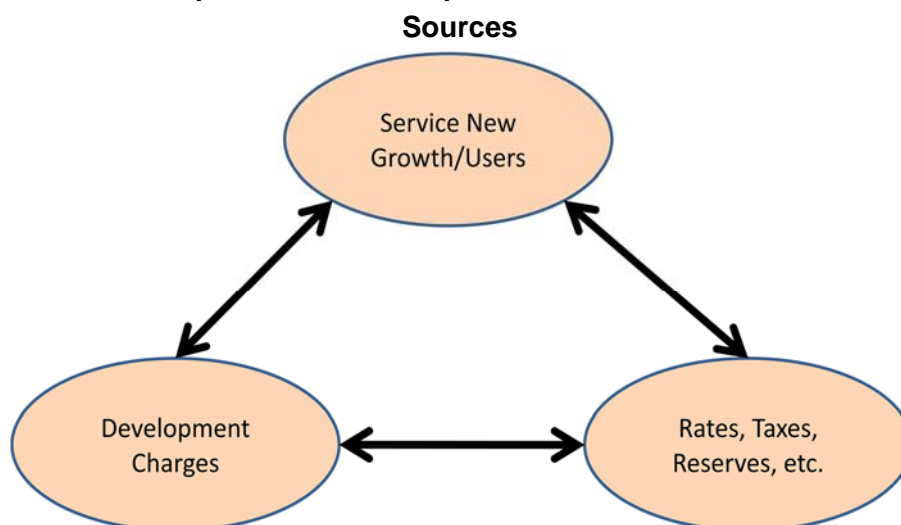 Sources
Service New
Growth/Users
Development
Charges
Rates, Taxes,
Reserves, etc.